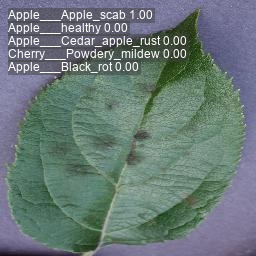 Apple___Apple_scab 1.00
Apple___healthy 0.00
Apple___Cedar_apple_rust 0.00
Cherry___Powdery_mildew 0.00
Apple___Black_rot 0.00